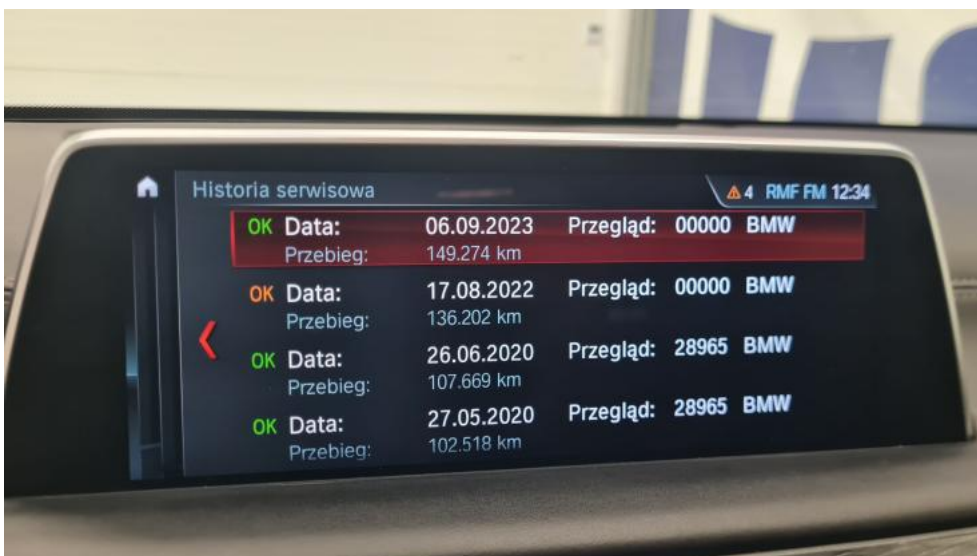 Historia serwisowa 4 RMF FM 12:34
OK Data: 06.09.2023 Przegląd: 00000 BMW
Przebieg: 149.274 km
OK Data: 17.08.2022 Przegląd: 00000 BMW
Przebieg: 136.202 km
OK Data: 26.06.2020 Przegląd: 28965 BMW
Przebieg: 107.669 km
OK Data: 27.05.2020 Przegląd: 28965 BMW
Przebieg: 102.518 km